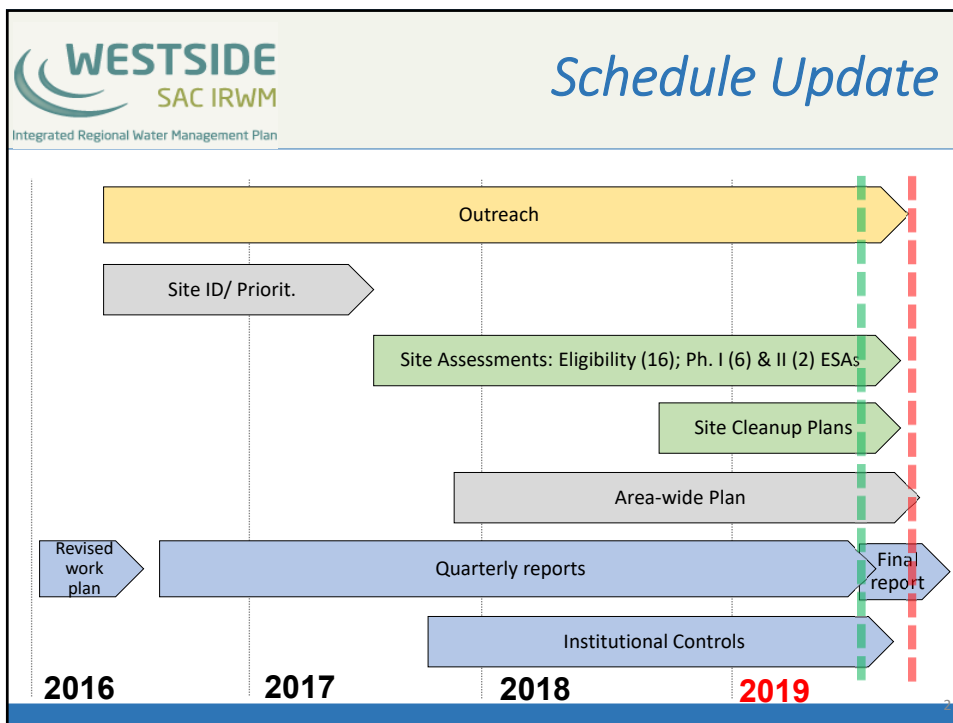 WESTSIDE
SAC IRWM
Integrated Regional Water Management Plan
Schedule Update
Outreach
Site ID/ Priorit.
Site Assessments: Eligibility (16); Ph. I (6) & II (2) ESAs
Site Cleanup Plans
Area-wide Plan
Revised
work
plan
Quarterly reports
Final
report
Institutional Controls
2016
2017
2018
2019
2